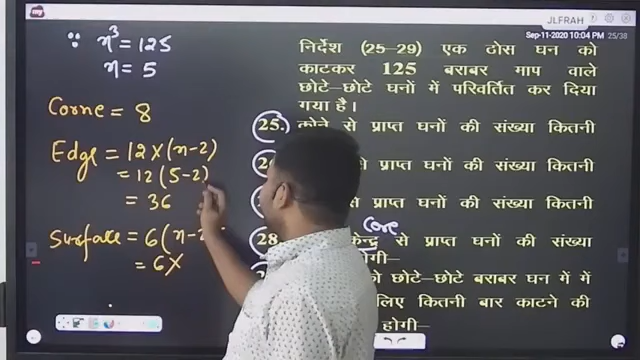 my
JLFRAH
Sep-11-2020 10:04 PM 25/38
∵ n³ = 125
n = 5
Corne = 8
Edge = 12×(n-2)
= 12(5-2)
= 36
Surface = 6(n-2
= 6×
निर्देश (25-29) एक ठोस घन को
काटकर 125 बराबर माप वाले
छोटे-छोटे घनों में परिवर्तित कर दिया
गया है।
25. कोने से प्राप्त घनों की संख्या कितनी
से प्राप्त घनों की संख्या कितनी
से प्राप्त घनों की संख्या कितनी
Core
28. केन्द्र से प्राप्त घनों की संख्या
होगी–
को छोटे-छोटे बराबर घन में में
लिए कितनी बार काटने की
होगी–